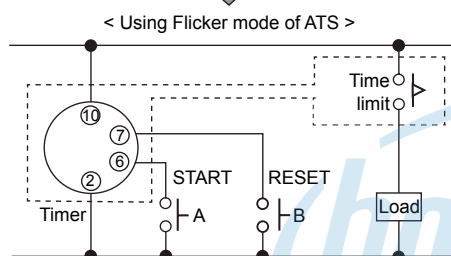 < Using Flicker mode of ATS >
Time
limit
10
7
6
2
START
RESET
A
B
Load
Timer